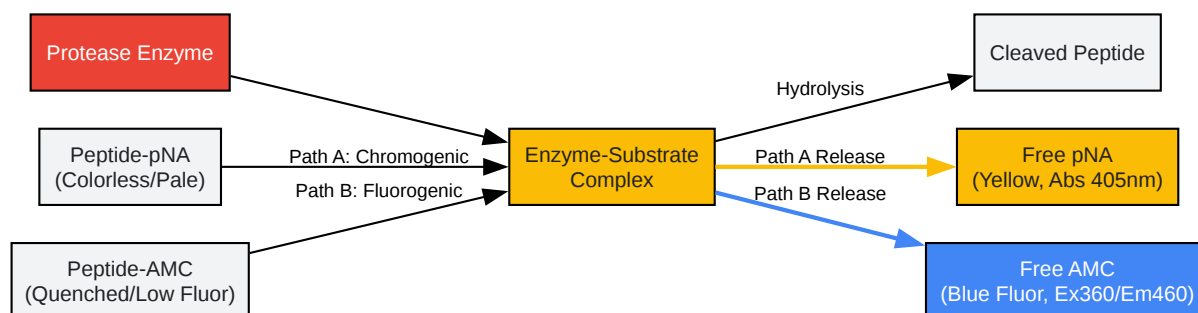 Protease Enzyme
Cleaved Peptide
Hydrolysis
Peptide-pNA
(Colorless/Pale)
Path A: Chromogenic
Path B: Fluorogenic
Enzyme-Substrate
Complex
Path A Release
Path B Release
Free pNA
(Yellow, Abs 405nm)
Peptide-AMC
(Quenched/Low Fluor)
Free AMC
(Blue Fluor, Ex360/Em460)